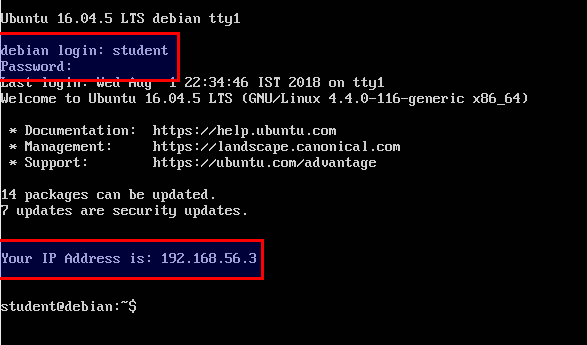 Ubuntu 16.04.5 LTS debian tty1
debian login: student
Password:
Last login: Wed Aug  1 22:34:46 IST 2018 on tty1
Welcome to Ubuntu 16.04.5 LTS (GNU/Linux 4.4.0-116-generic x86_64)
* Documentation:  https://help.ubuntu.com
* Management:     https://landscape.canonical.com
* Support:        https://ubuntu.com/advantage
14 packages can be updated.
7 updates are security updates.
Your IP Address is: 192.168.56.3
student@debian:~$